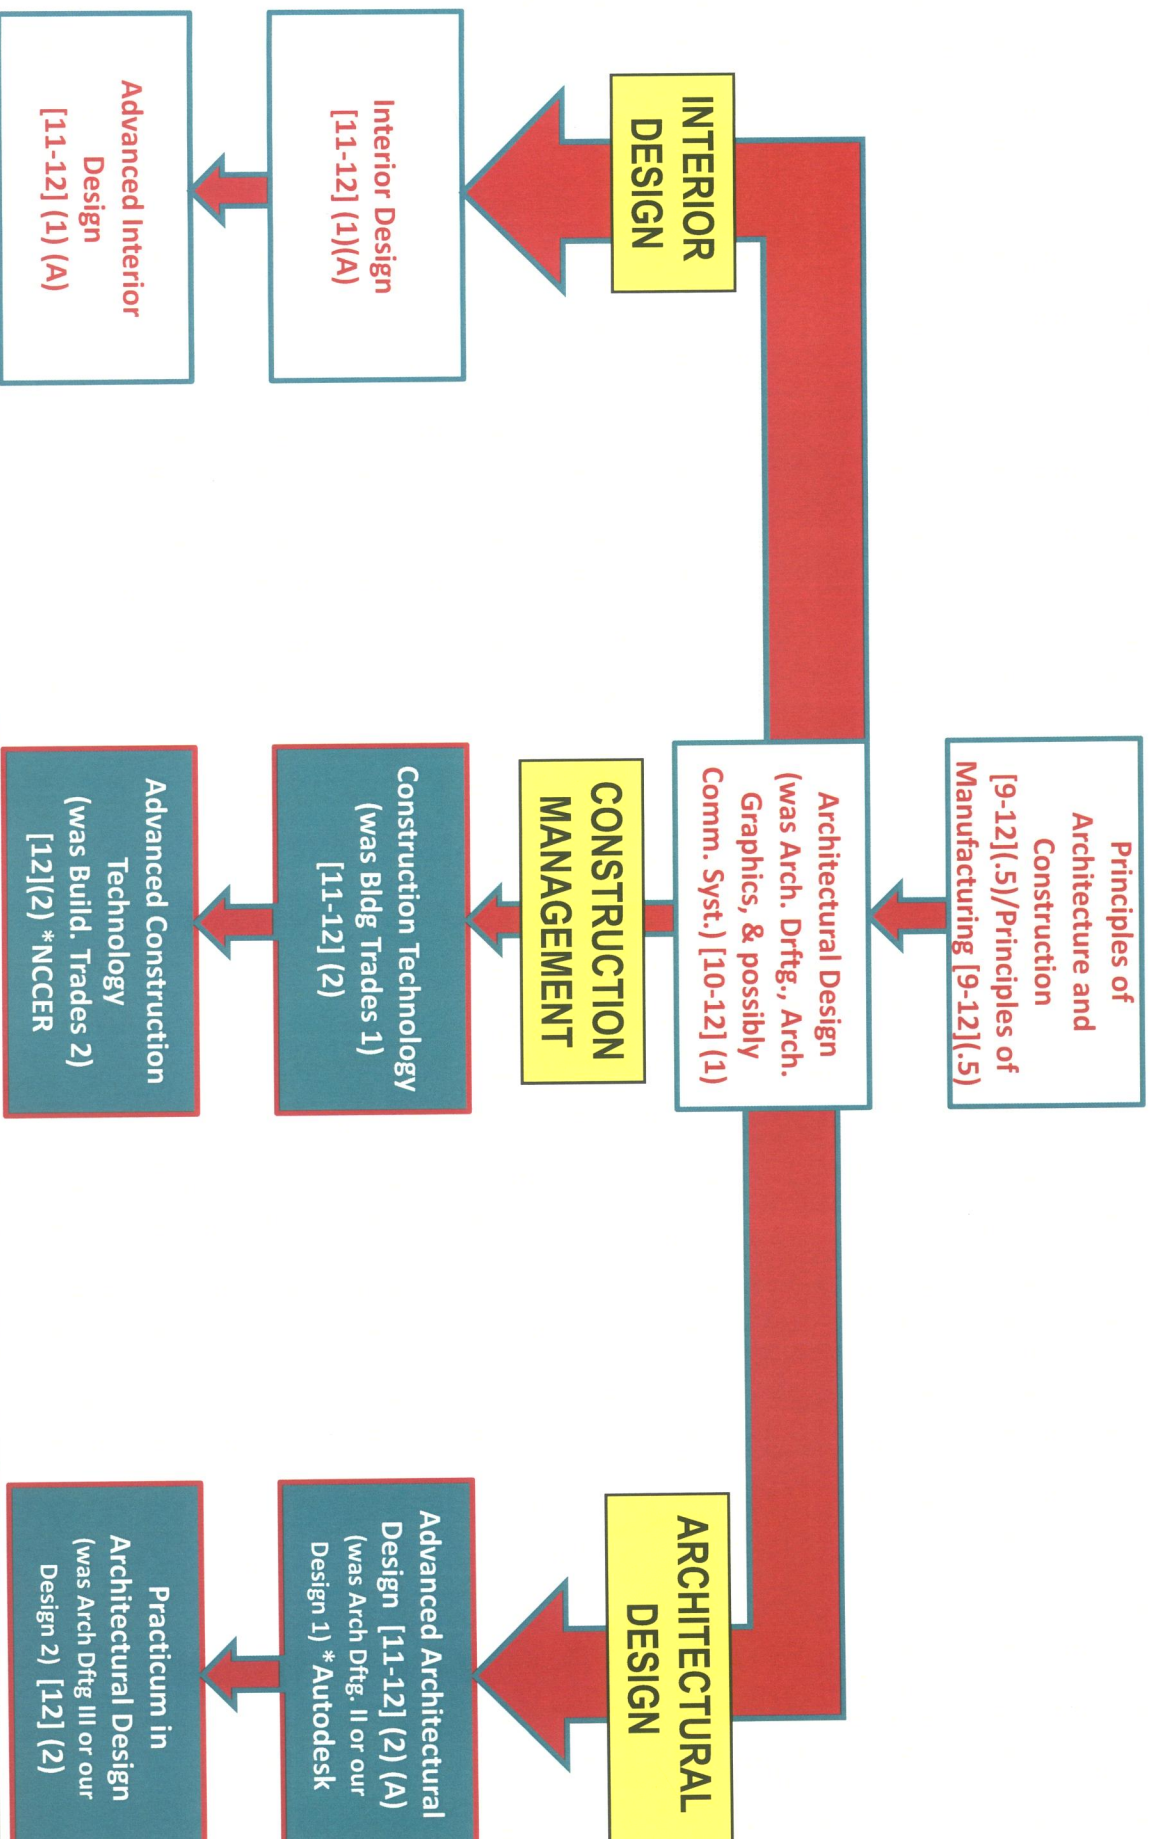 Principles of
Architecture and
Construction
[9-12](.5)/Principles of
Manufacturing [9-12](.5)
Architectural Design
(was Arch. Drftg., Arch.
Graphics, & possibly
Comm. Syst.) [10-12] (1)
INTERIOR
DESIGN
CONSTRUCTION
MANAGEMENT
ARCHITECTURAL
DESIGN
Interior Design
[11-12] (1)(A)
Construction Technology
(was Bldg Trades 1)
[11-12] (2)
Advanced Architectural
Design [11-12] (2) (A)
(was Arch Dftg. II or our
Design 1) *Autodesk
Advanced Interior
Design
[11-12] (1) (A)
Advanced Construction
Technology
(was Build. Trades 2)
[12](2) *NCCER
Practicum in
Architectural Design
(was Arch Dftg III or our
Design 2) [12] (2)